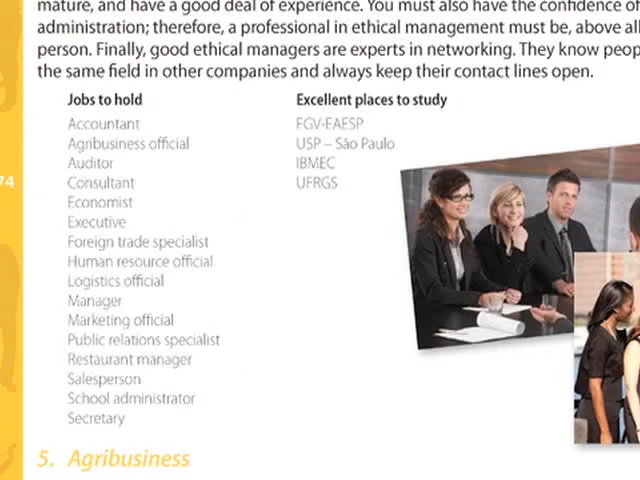 mature, and have a good deal of experience. You must also have the confidence of
administration; therefore, a professional in ethical management must be, above all
person. Finally, good ethical managers are experts in networking. They know peop
the same field in other companies and always keep their contact lines open.
Jobs to hold
Accountant
Agribusiness official
Auditor
Consultant
Economist
Executive
Foreign trade specialist
Human resource official
Logistics official
Manager
Marketing official
Public relations specialist
Restaurant manager
Salesperson
School administrator
Secretary
Excellent places to study
FGV-EAESP
USP – São Paulo
IBMEC
UFRGS
74
5. Agribusiness